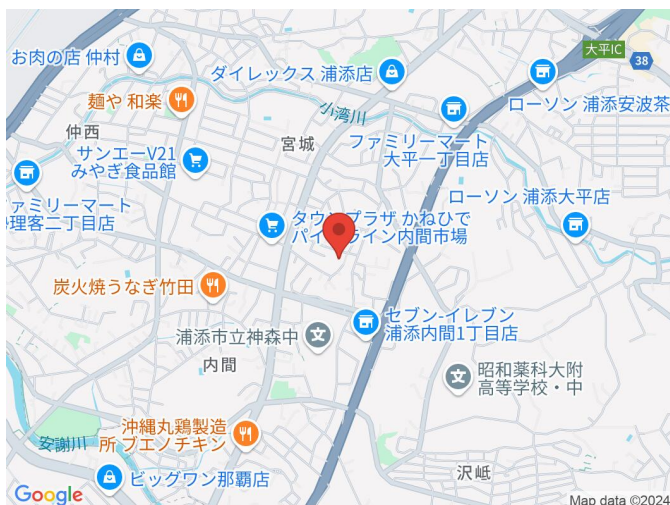 お肉の店 仲村
ダイレックス 浦添店
大平IC
38
麺や 和楽
小湾川
ローソン 浦添安波茶
仲西
宮城
ファミリーマート
大平一丁目店
サンエーV21
みやぎ食品館
ァミリーマート
理客二丁目店
ローソン 浦添大平店
タウンプラザ かねひで
パイプライン内間市場
炭火焼うなぎ竹田
セブン-イレブン
浦添内間1丁目店
浦添市立神森中
内間
昭和薬科大附
高等学校・中
沖縄丸鶏製造
所 ブエノチキン
安謝川
沢岻
ビッグワン那覇店
Google
Map data ©2024